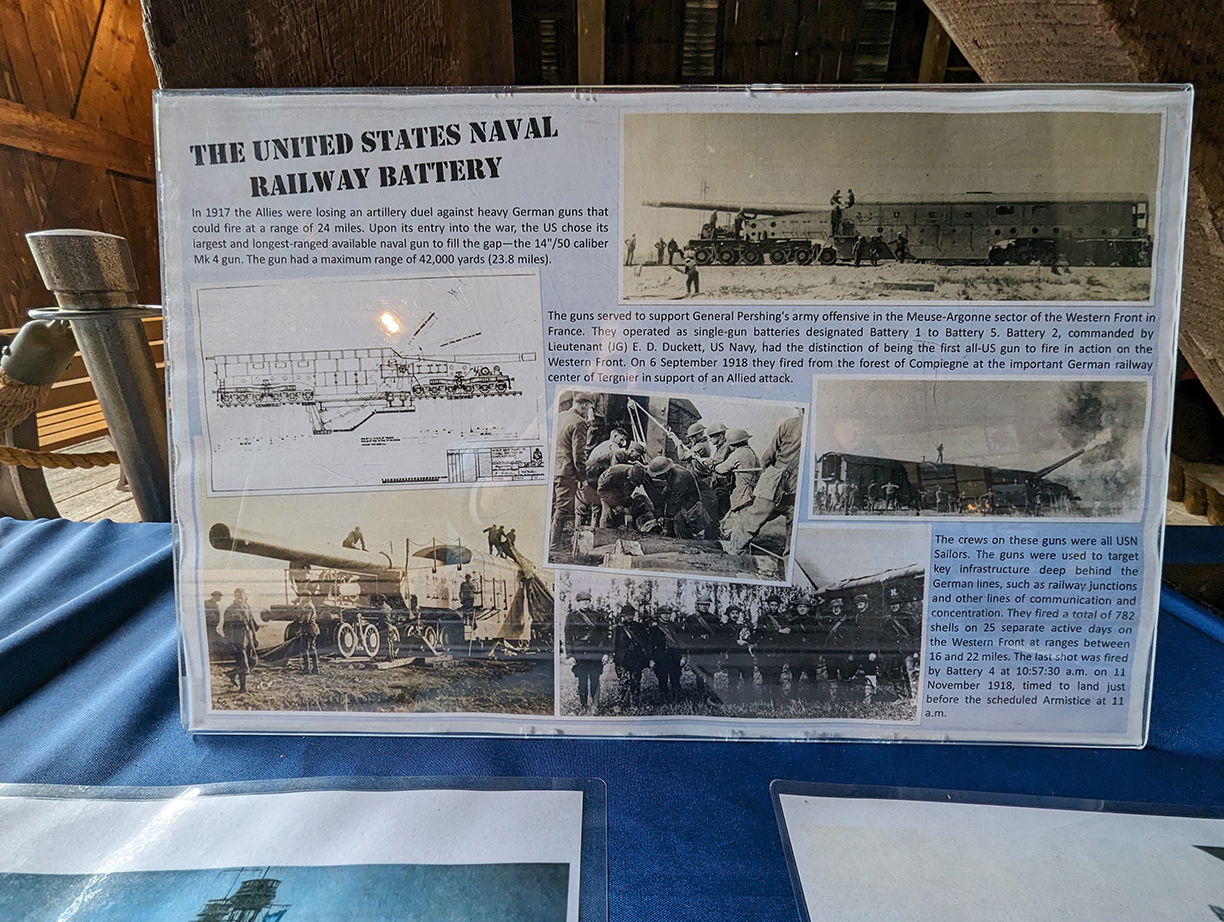 THE UNITED STATES NAVAL
RAILWAY BATTERY
In 1917 the Allies were losing an artillery duel against heavy German guns that
could fire at a range of 24 miles. Upon its entry into the war, the US chose its
largest and longest-ranged available naval gun to fill the gap—the 14"/50 caliber
Mk 4 gun. The gun had a maximum range of 42,000 yards (23.8 miles).
The guns served to support General Pershing's army offensive in the Meuse-Argonne sector of the Western Front in
France. They operated as single-gun batteries designated Battery 1 to Battery 5. Battery 2, commanded by
Lieutenant (JG) E. D. Duckett, US Navy, had the distinction of being the first all-US gun to fire in action on the
Western Front. On 6 September 1918 they fired from the forest of Compiegne at the important German railway
center of Tergnier in support of an Allied attack.
The crews on these guns were all USN
Sailors. The guns were used to target
key infrastructure deep behind the
German lines, such as railway junctions
and other lines of communication and
concentration. They fired a total of 782
shells on 25 separate active days on
the Western Front at ranges between
16 and 22 miles. The last shot was fired
by Battery 4 at 10:57:30 a.m. on 11
November 1918, timed to land just
before the scheduled Armistice at 11
a.m.